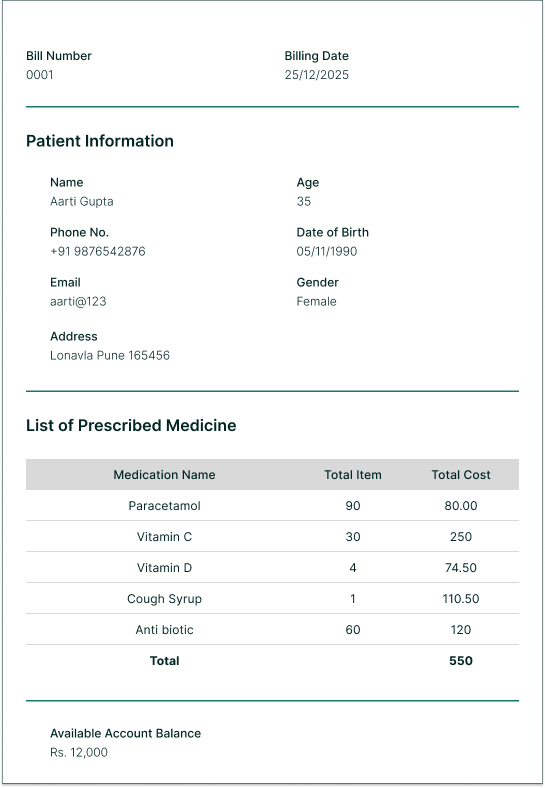 Bill Number Billing Date
0001 25/12/2025
Patient Information
Name Age
Aarti Gupta 35
Phone No. Date of Birth
+91 9876542876 05/11/1990
Email Gender
aarti@123 Female
Address
Lonavla Pune 165456
List of Prescribed Medicine
Medication Name Total Item Total Cost
Paracetamol 90 80.00
Vitamin C 30 250
Vitamin D 4 74.50
Cough Syrup 1 110.50
Anti biotic 60 120
Total 550
Available Account Balance
Rs. 12,000